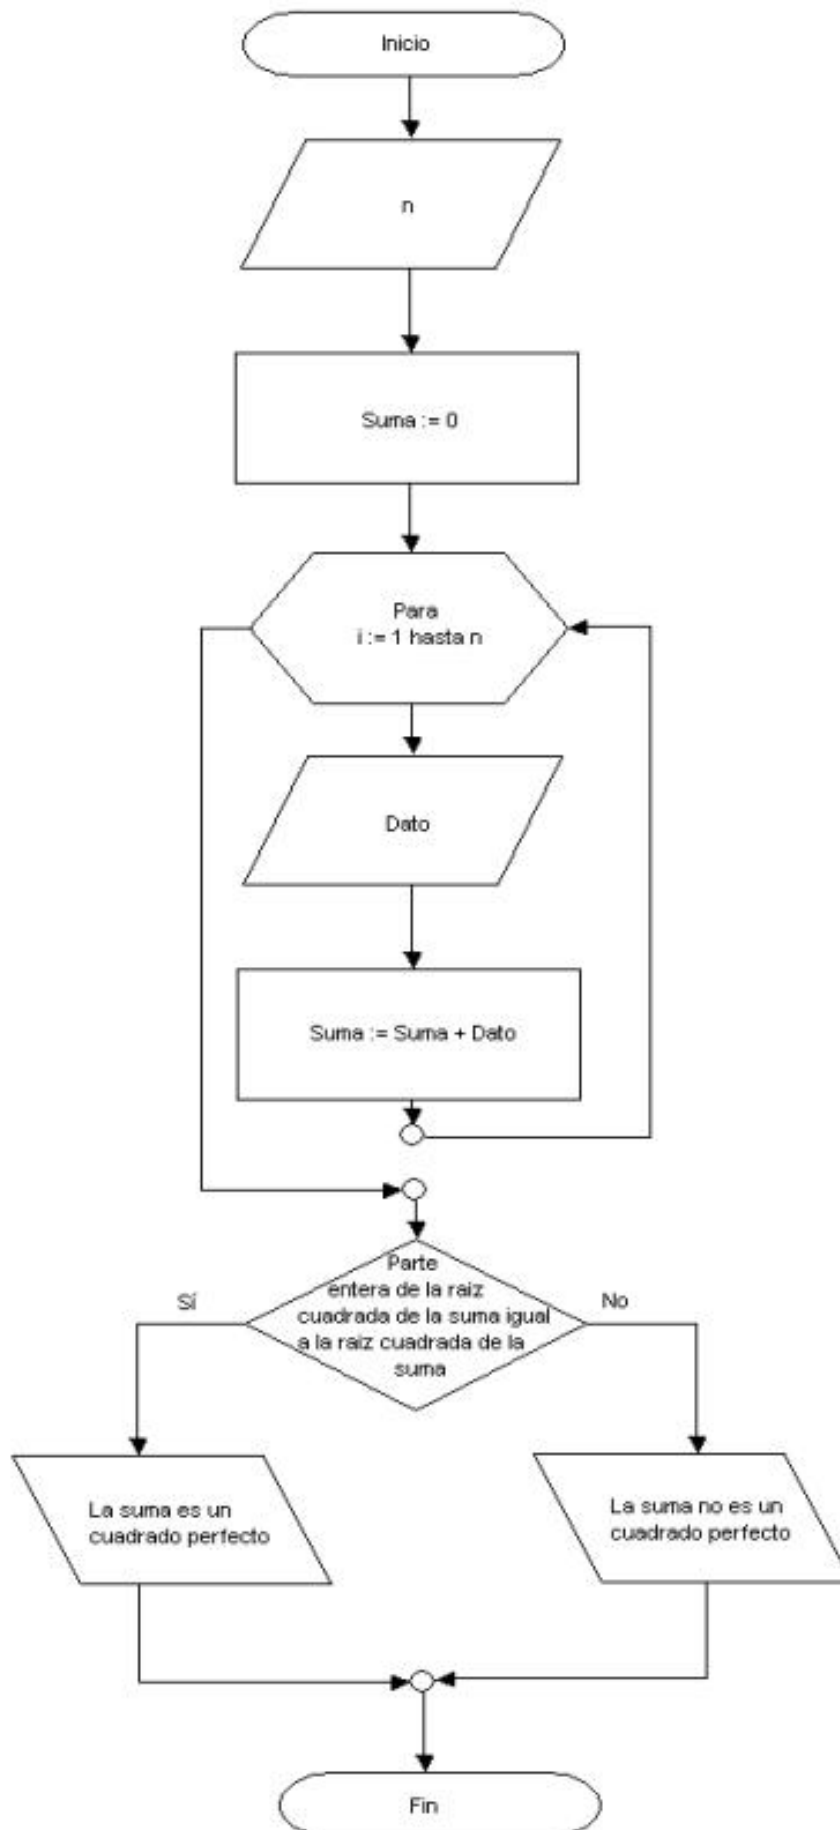 Inicio
n
Suma := 0
Para
i := 1 hasta n
Dato
Suma := Suma + Dato
Parte
entera de la raiz
cuadrada de la suma igual
a la raiz cuadrada de la
suma
Sí
No
La suma es un
cuadrado perfecto
La suma no es un
cuadrado perfecto
Fin